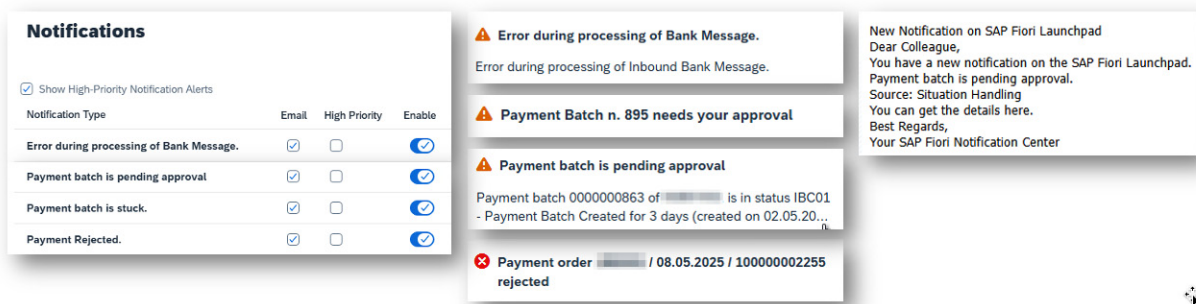 Notifications
Show High-Priority Notification Alerts
Notification Type Email High Priority Enable
Error during processing of Bank Message.
Payment batch is pending approval
Payment batch is stuck.
Payment Rejected.
Error during processing of Bank Message.
Error during processing of Inbound Bank Message.
Payment Batch n. 895 needs your approval
Payment batch is pending approval
Payment batch 0000000863 of is in status IBC01
- Payment Batch Created for 3 days (created on 02.05.20...
Payment order / 08.05.2025 / 100000002255
rejected
New Notification on SAP Fiori Launchpad
Dear Colleague,
You have a new notification on the SAP Fiori Launchpad.
Payment batch is pending approval.
Source: Situation Handling
You can get the details here.
Best Regards,
Your SAP Fiori Notification Center